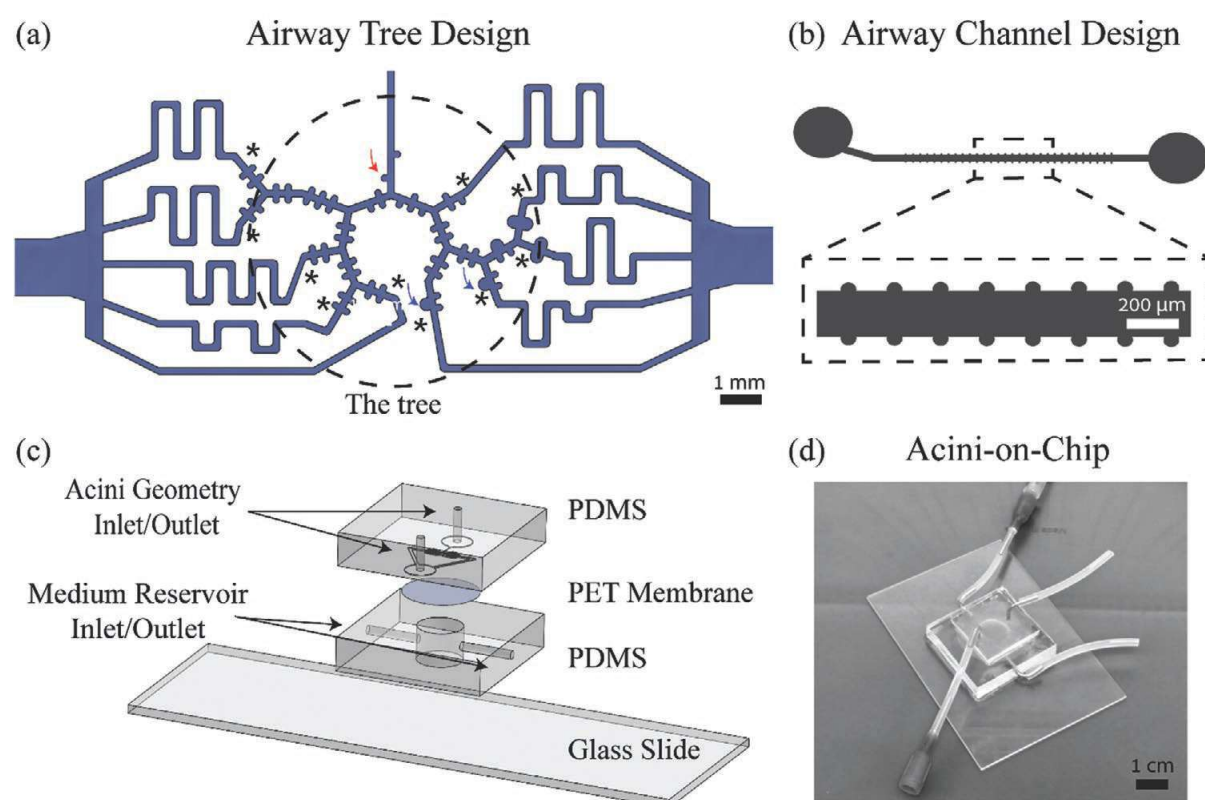 (a) Airway Tree Design
(b) Airway Channel Design
* * * * * * * * * * *
200 µm
1 mm
The tree
(c)
(d) Acini-on-Chip
Acini Geometry
Inlet/Outlet
PDMS
Medium Reservoir
Inlet/Outlet
PET Membrane
PDMS
Glass Slide
1 cm